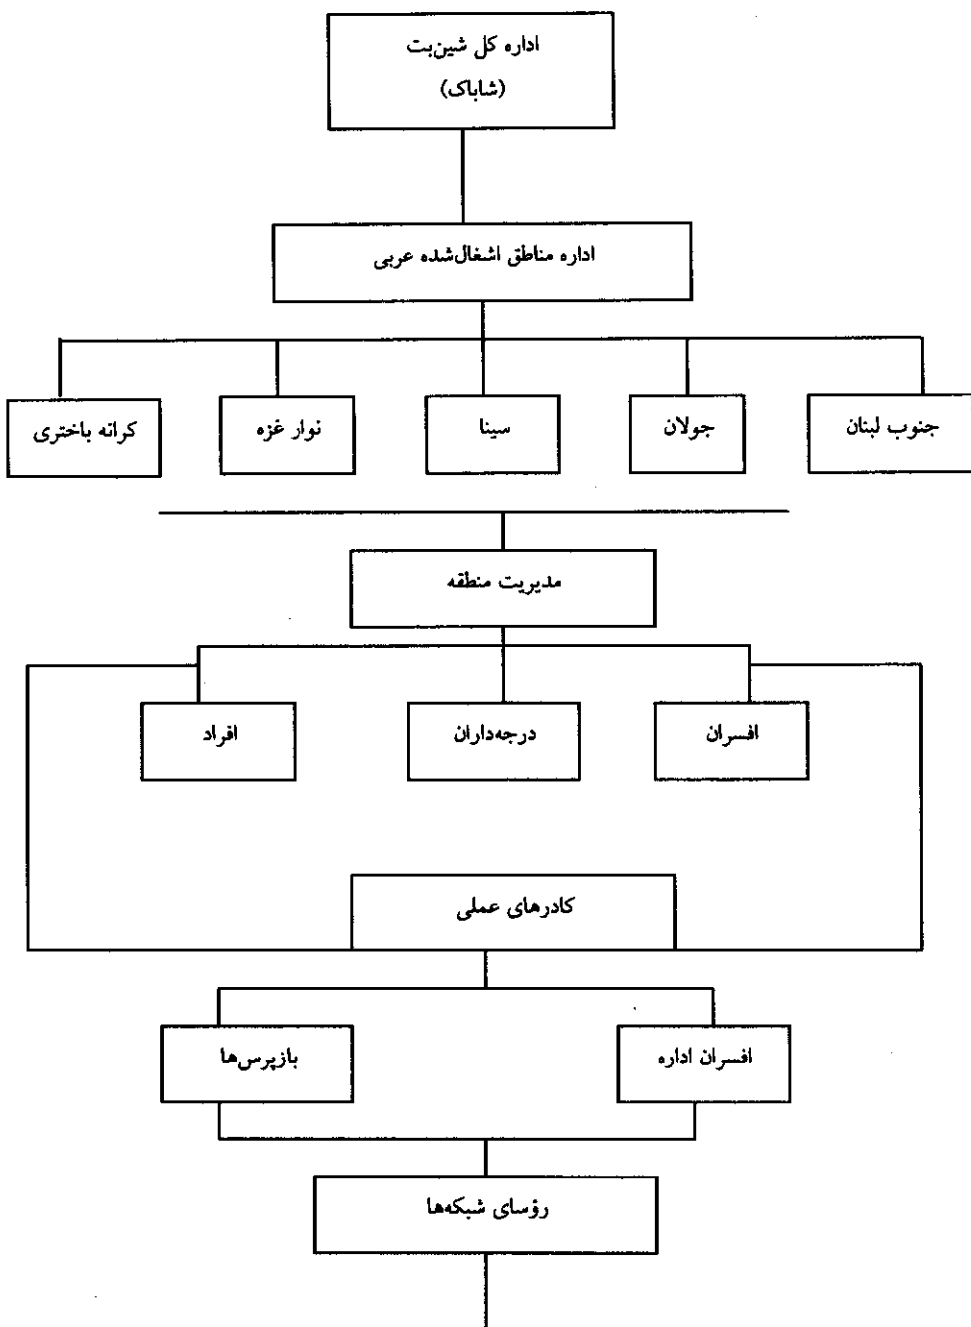 اداره کل شین‌بت
(شاباک)
اداره مناطق اشغال‌شده عربی
جنوب لبنان
جولان
سینا
نوار غزه
کرانه باختری
مدیریت منطقه
افسران
درجه‌داران
افراد
کادرهای عملی
افسران اداره
بازپرس‌ها
رؤسای شبکه‌ها